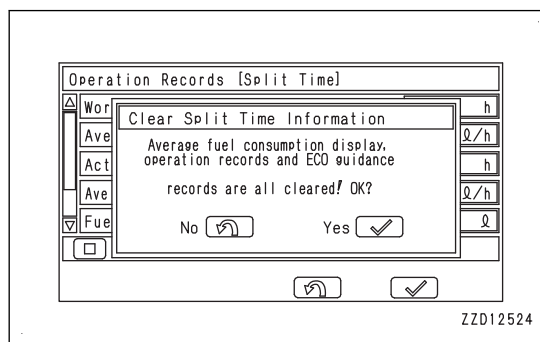 Operation Records [Split Time]
Wor h
Clear Split Time Information
Ave ℓ/h
Average fuel consumption display,
operation records and ECO guidance
Act h
records are all cleared! OK?
Ave ℓ/h
Fue ℓ
No Yes
ZZD12524